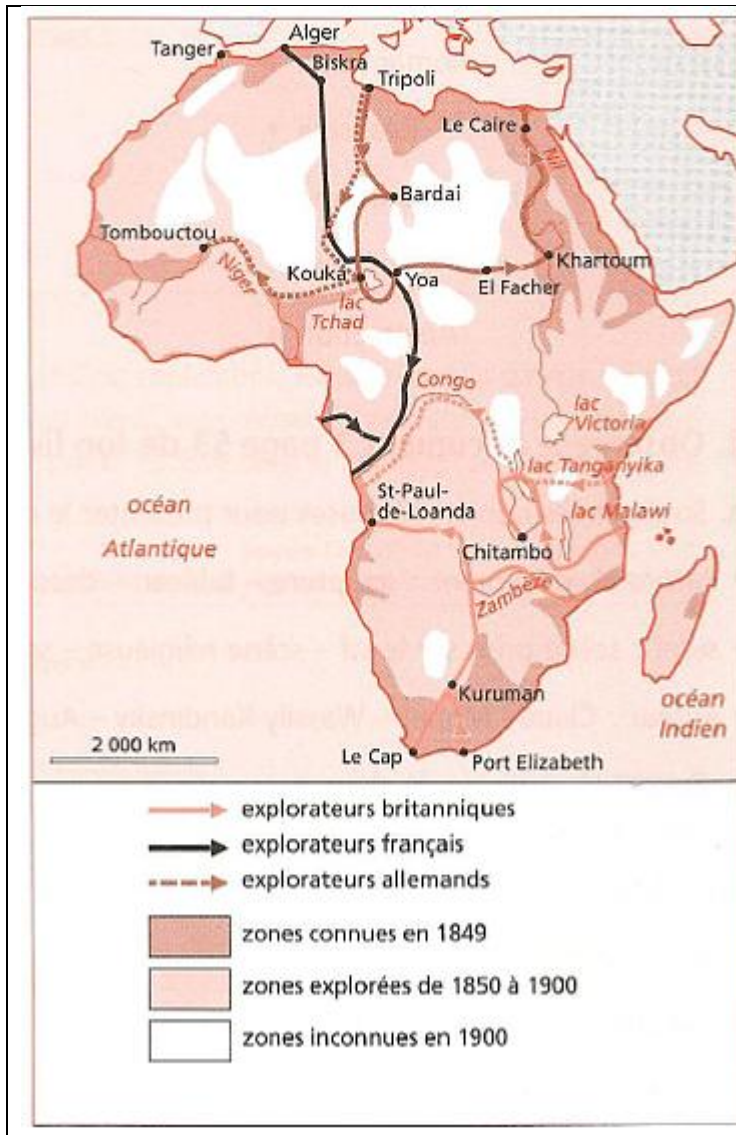 Alger
Tanger
Biskra
Tripoli
Le Caire
Nil
Bardai
Tombouctou
Niger
Kouka
Yoa
El Facher
Khartoum
lac
Tchad
Congo
lac
Victoria
lac Tanganyika
St-Paul-
de-Loanda
lac Malawi
océan
Atlantique
Chitambo
Zambèze
Kuruman
océan
Indien
2 000 km
Le Cap
Port Elizabeth
explorateurs britanniques
explorateurs français
explorateurs allemands
zones connues en 1849
zones explorées de 1850 à 1900
zones inconnues en 1900